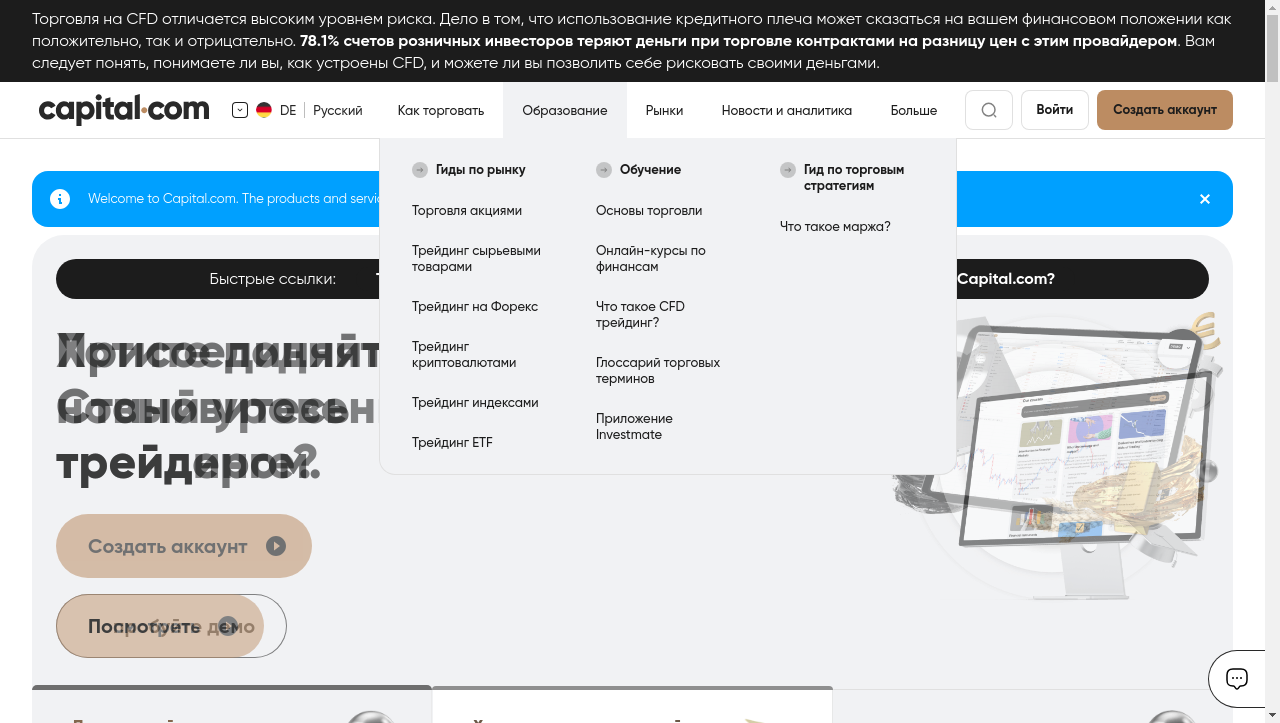 Торговля на CFD отличается высоким уровнем риска. Дело в том, что использование кредитного плеча может сказаться на вашем финансовом положении как
положительно, так и отрицательно. 78.1% счетов розничных инвесторов теряют деньги при торговле контрактами на разницу цен с этим провайдером. Вам
следует понять, понимаете ли вы, как устроены CFD, и можете ли вы позволить себе рисковать своими деньгами.
capital.com DE Русский Как торговать Образование Рынки Новости и аналитика Больше Войти Создать аккаунт
Welcome to Capital.com. The products and
Быстрые ссылки: Capital.com?
Гиды по рынку
Торговля акциями
Трейдинг сырьевыми
товарами
Трейдинг на Форекс
Трейдинг
криптовалютами
Трейдинг индексами
Трейдинг ETF
Обучение
Основы торговли
Онлайн-курсы по
финансам
Что такое CFD
трейдинг?
Глоссарий торговых
терминов
Приложение
Investmate
Гид по торговым
стратегиям
Что такое маржа?
трейдером.
Создать аккаунт